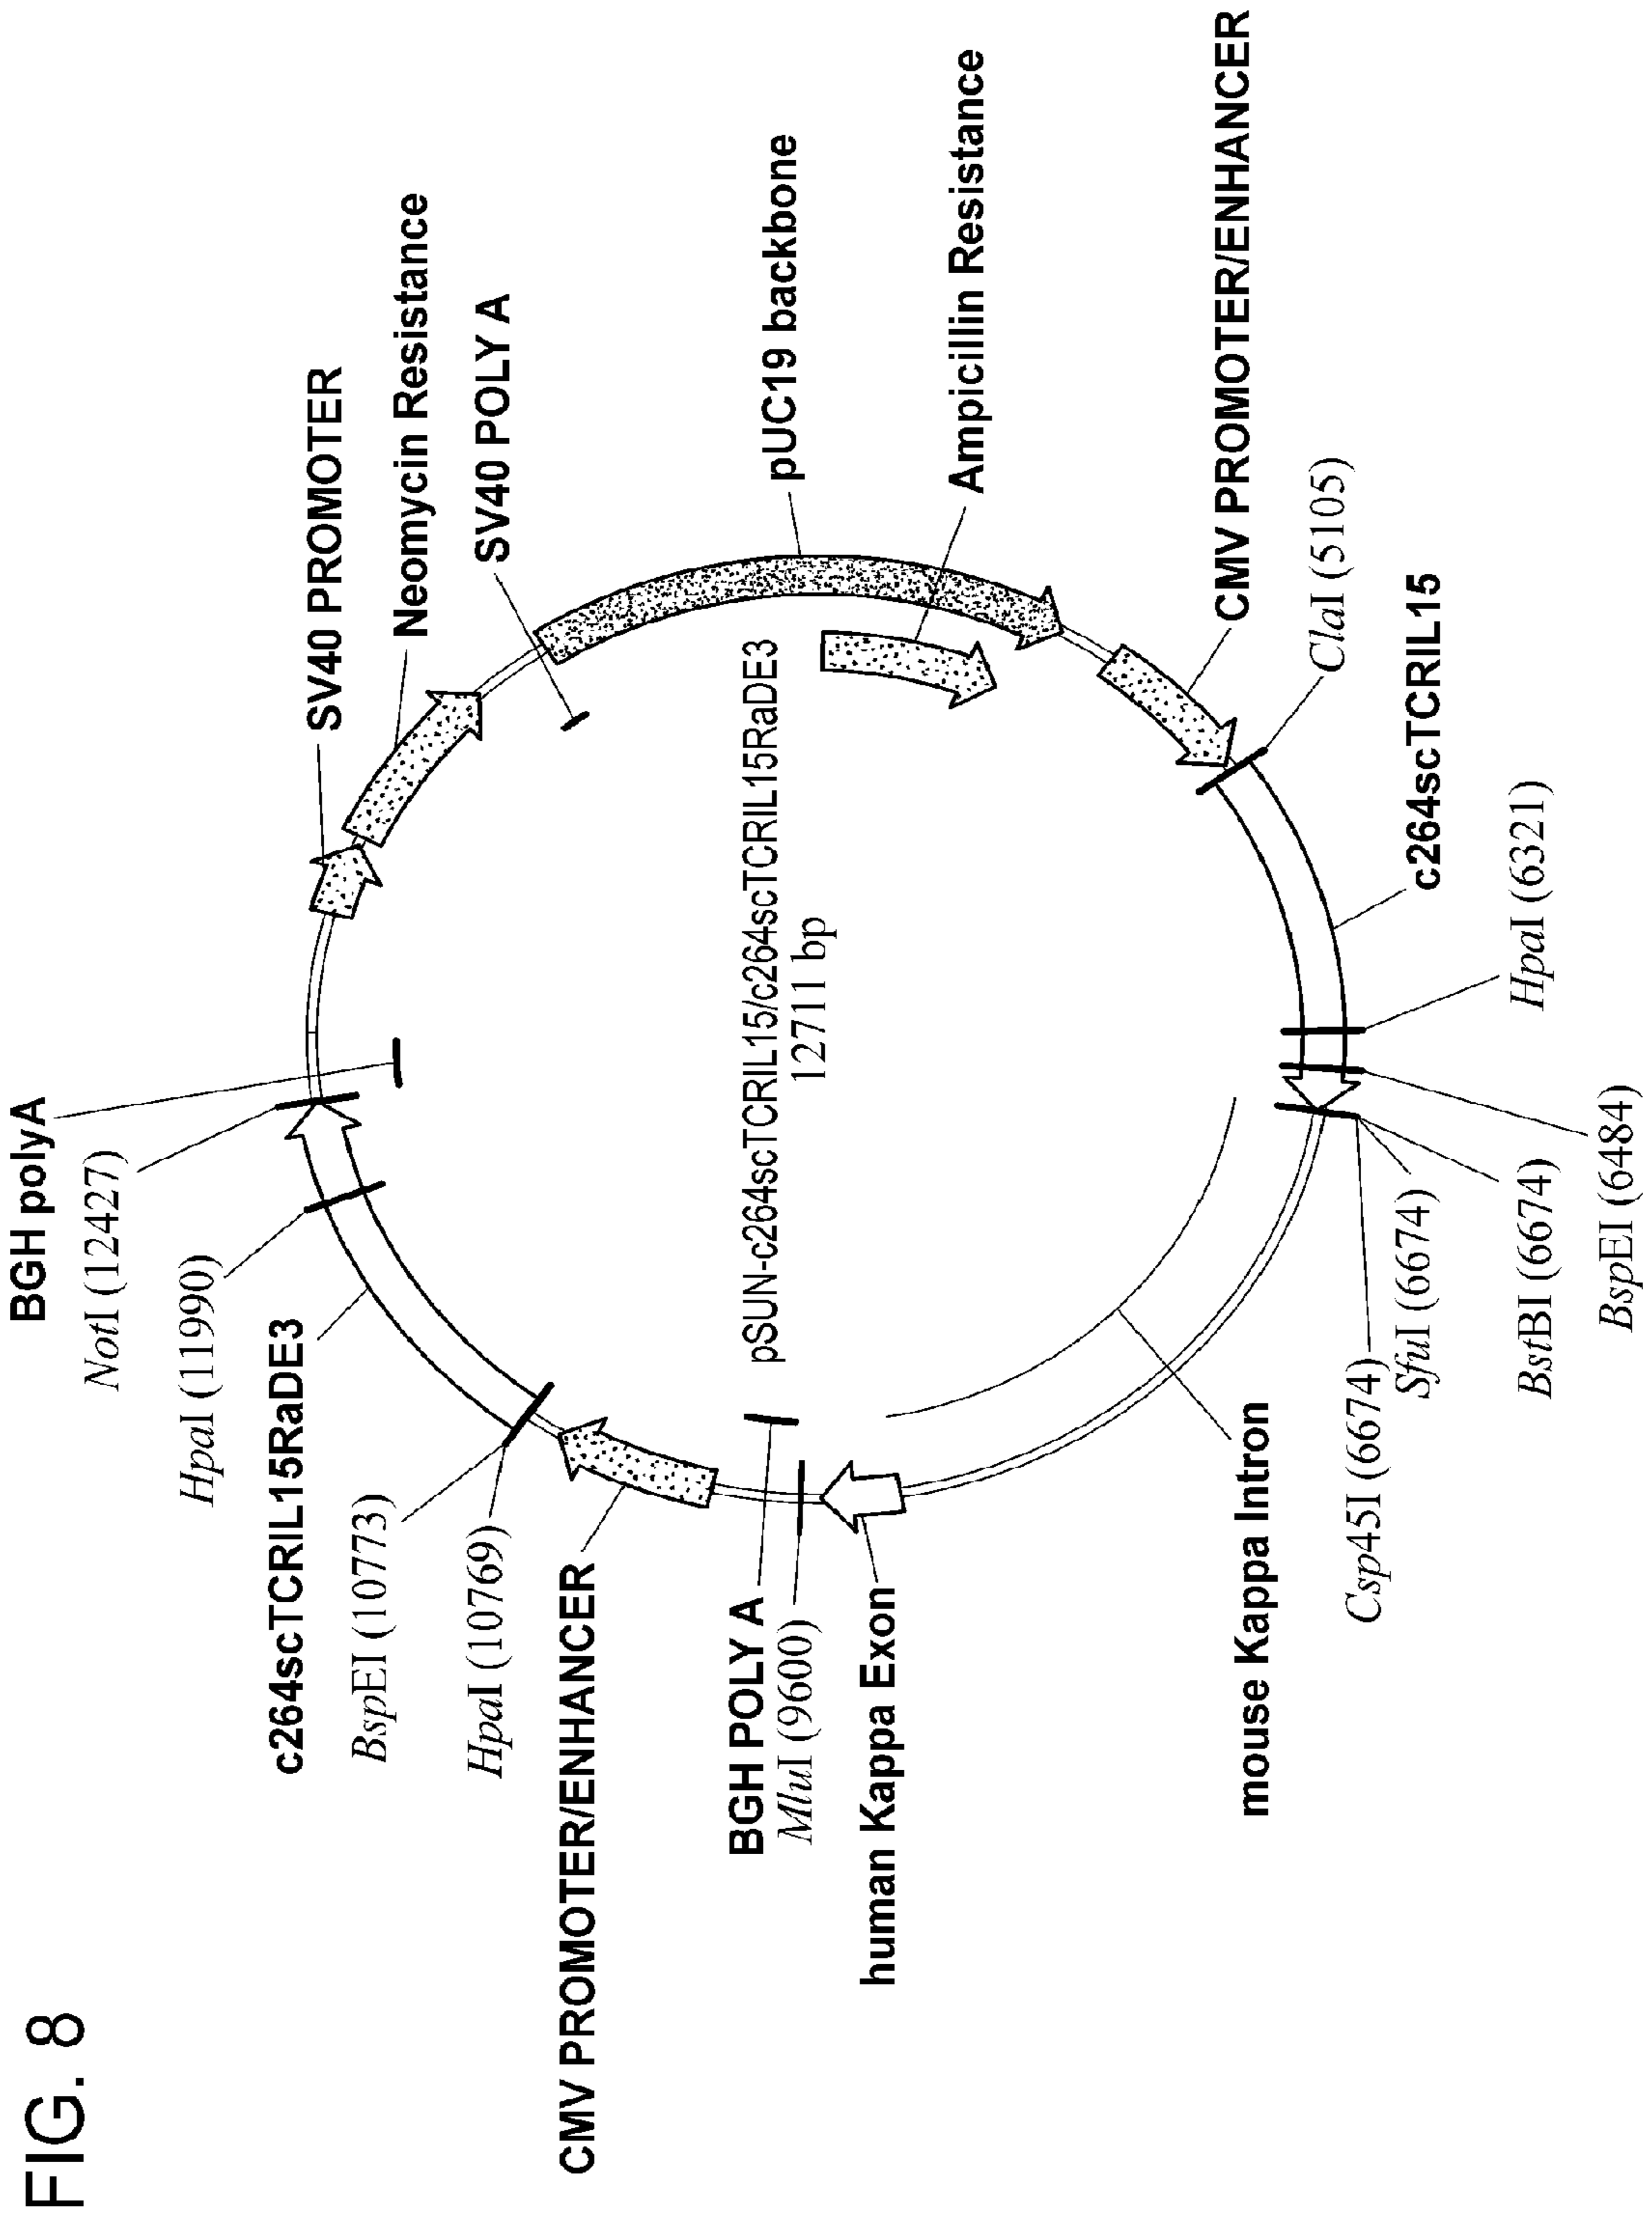 FIG. 8
BGH polyA
NotI (12427)
HpaI (11990)
c264scTCRIL15RaDE3
BspEI (10773)
HpaI (10769)
CMV PROMOTER/ENHANCER
BGH POLY A
MluI (9600)
human Kappa Exon
mouse Kappa Intron
Csp45I (6674)
SfuI (6674)
BstBI (6674)
BspEI (6484)
HpaI (6321)
c264scTCRIL15
ClaI (5105)
CMV PROMOTER/ENHANCER
Ampicillin Resistance
pUC19 backbone
SV40 POLY A
Neomycin Resistance
SV40 PROMOTER
pSUN-c264scTCRIL15/c264scTCRIL15RaDE3
12711 bp